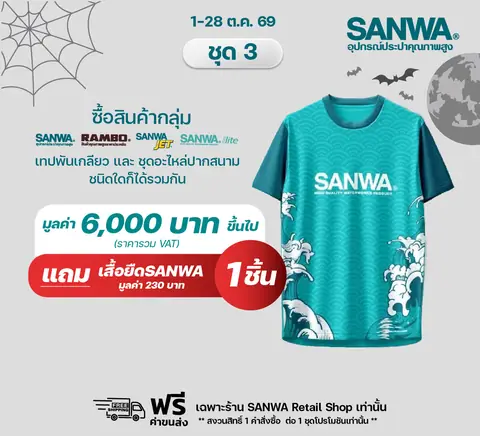 1-28 ต.ค. 69
ชุด 3
SANWA®
อุปกรณ์ประปาคุณภาพสูง
ซื้อสินค้ากลุ่ม
SANWA® RAMBO® SANWA JET SANWA® /lite
เทปพันเกลียว และ ชุดอะไหล่ปากสนาม
ชนิดใดก็ได้รวมกัน
มูลค่า 6,000 บาท ขึ้นไป
(ราคารวม VAT)
แถม เสื้อยืดSANWA 1ชิ้น
มูลค่า 230 บาท
SANWA®
FREE SHIPPING
ฟรี
ค่าขนส่ง
เฉพาะร้าน SANWA Retail Shop เท่านั้น
** สงวนสิทธิ์ 1 คำสั่งซื้อ ต่อ 1 ชุดโปรโมชันเท่านั้น **